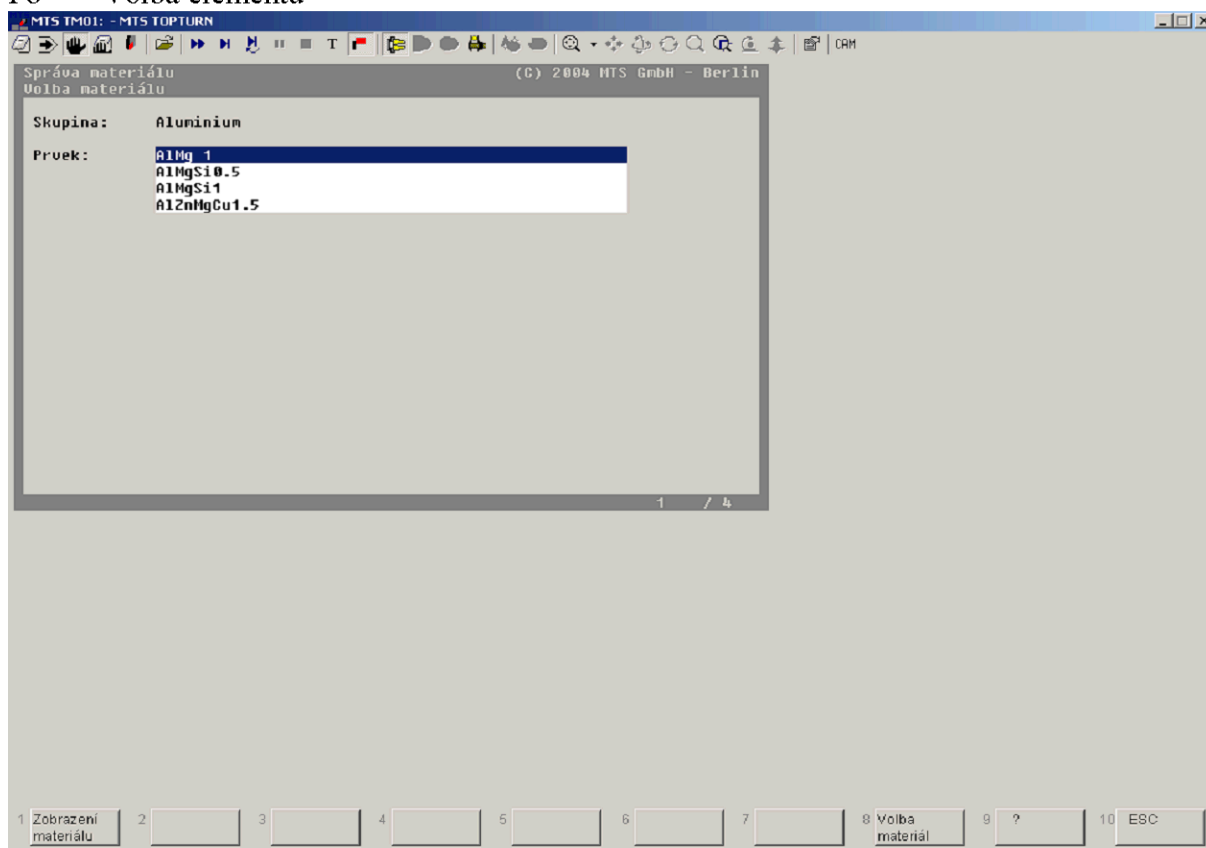 Volba elementu
MTS TM01: - MTS TOPTURN
T
CAM
Správa materiálu (C) 2004 MTS GmbH - Berlin
Volba materiálu
Skupina: Aluminium
Prvek: AlMg 1
AlMgSi0.5
AlMgSi1
AlZnMgCu1.5
1 / 4
1 Zobrazení materiálu 2 3 4 5 6 7 8 Volba materiál 9 ? 10 ESC